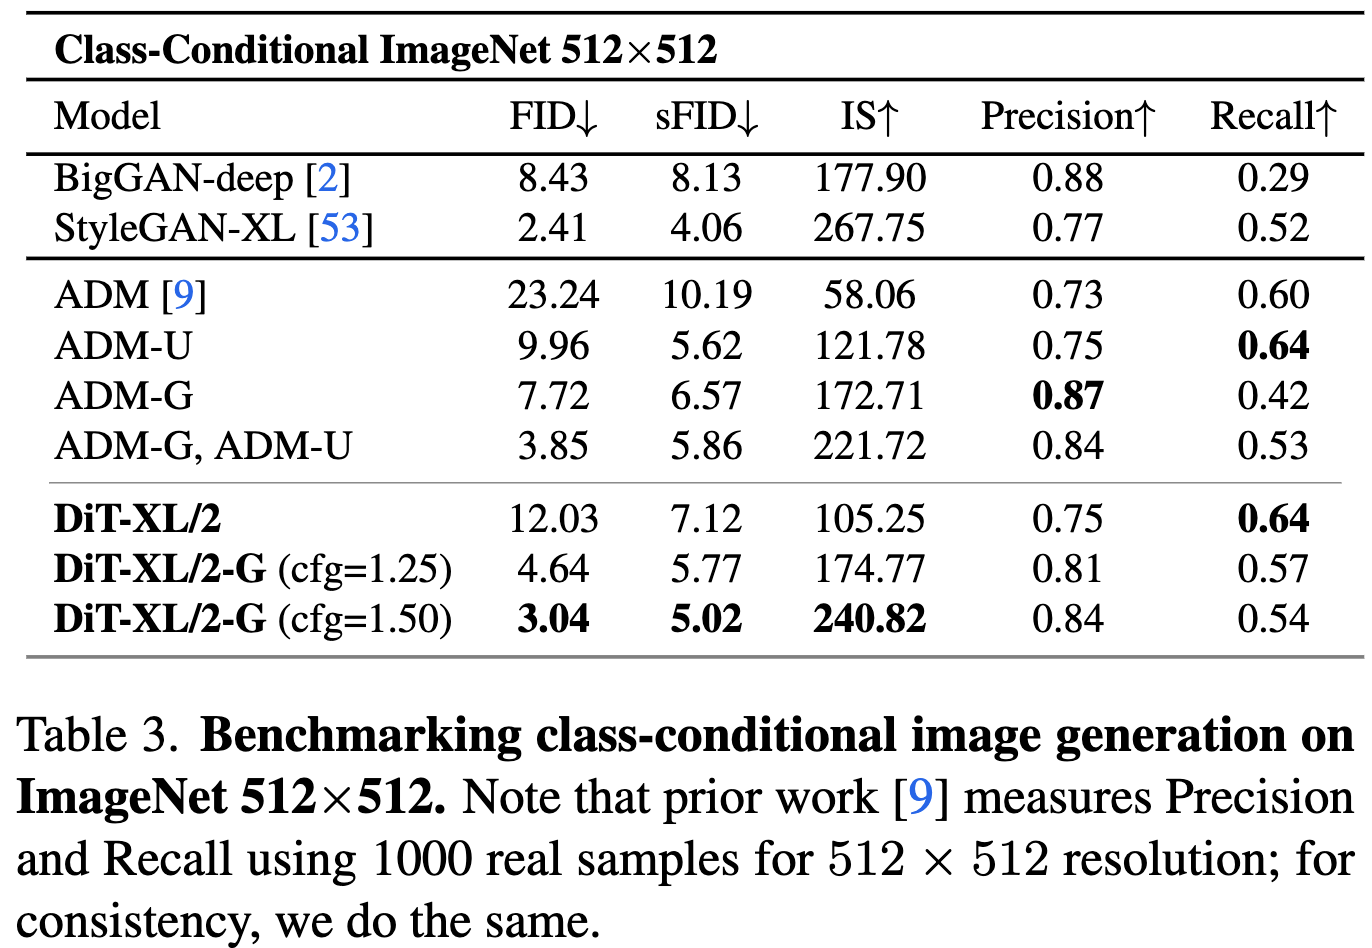 Class-Conditional ImageNet 512×512
Model FID↓ sFID↓ IS↑ Precision↑ Recall↑
BigGAN-deep [2] 8.43 8.13 177.90 0.88 0.29
StyleGAN-XL [53] 2.41 4.06 267.75 0.77 0.52
ADM [9] 23.24 10.19 58.06 0.73 0.60
ADM-U 9.96 5.62 121.78 0.75 0.64
ADM-G 7.72 6.57 172.71 0.87 0.42
ADM-G, ADM-U 3.85 5.86 221.72 0.84 0.53
DiT-XL/2 12.03 7.12 105.25 0.75 0.64
DiT-XL/2-G (cfg=1.25) 4.64 5.77 174.77 0.81 0.57
DiT-XL/2-G (cfg=1.50) 3.04 5.02 240.82 0.84 0.54
Table 3. Benchmarking class-conditional image generation on
ImageNet 512×512. Note that prior work [9] measures Precision
and Recall using 1000 real samples for 512 × 512 resolution; for
consistency, we do the same.